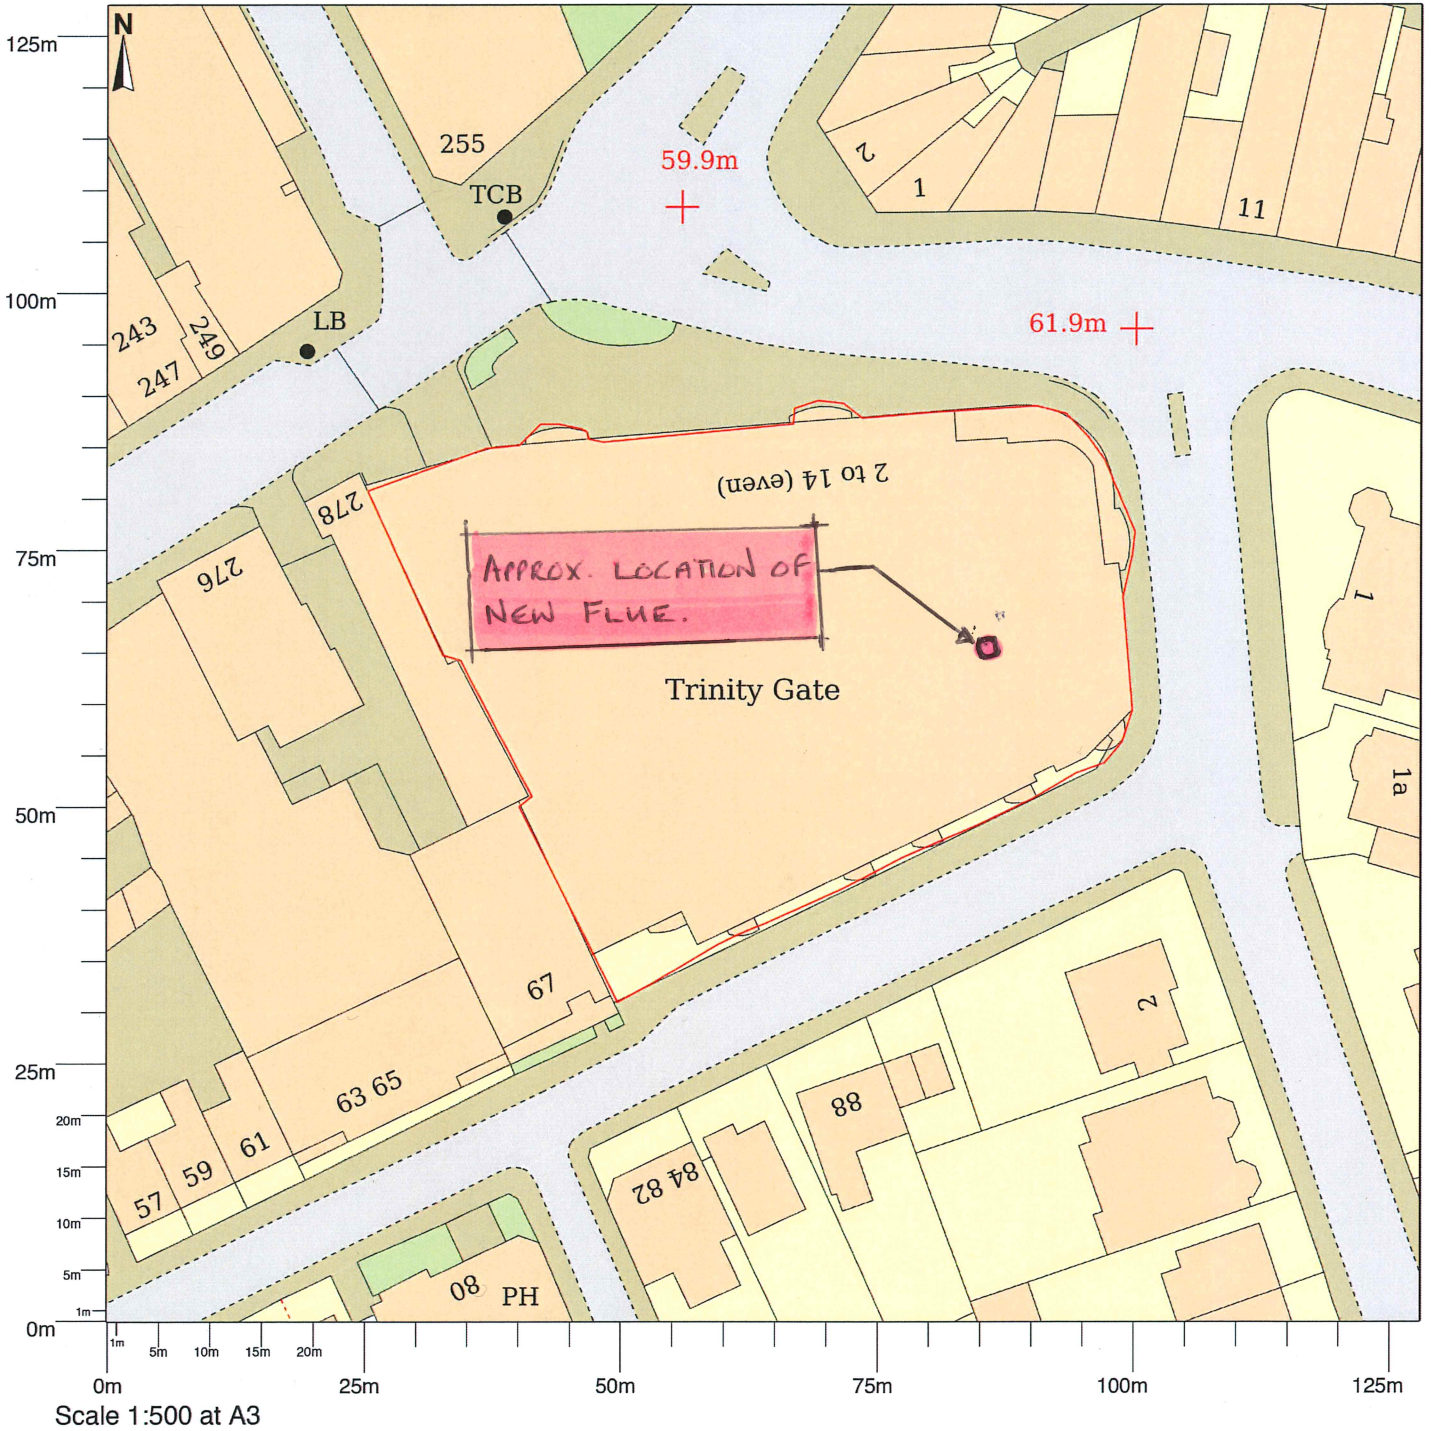 N
125m
255
TCB
59.9m
2
1
11
100m
LB
61.9m
243
249
247
2 to 14 (even)
278
75m
276
APPROX. LOCATION OF
NEW FLUE.
1
Trinity Gate
1a
50m
67
2
25m
63 65
88
20m
61
84 82
15m
59
57
10m
5m
80
PH
1m
0m
1m
5m
10m
15m
20m
0m
25m
50m
75m
100m
125m
Scale 1:500 at A3